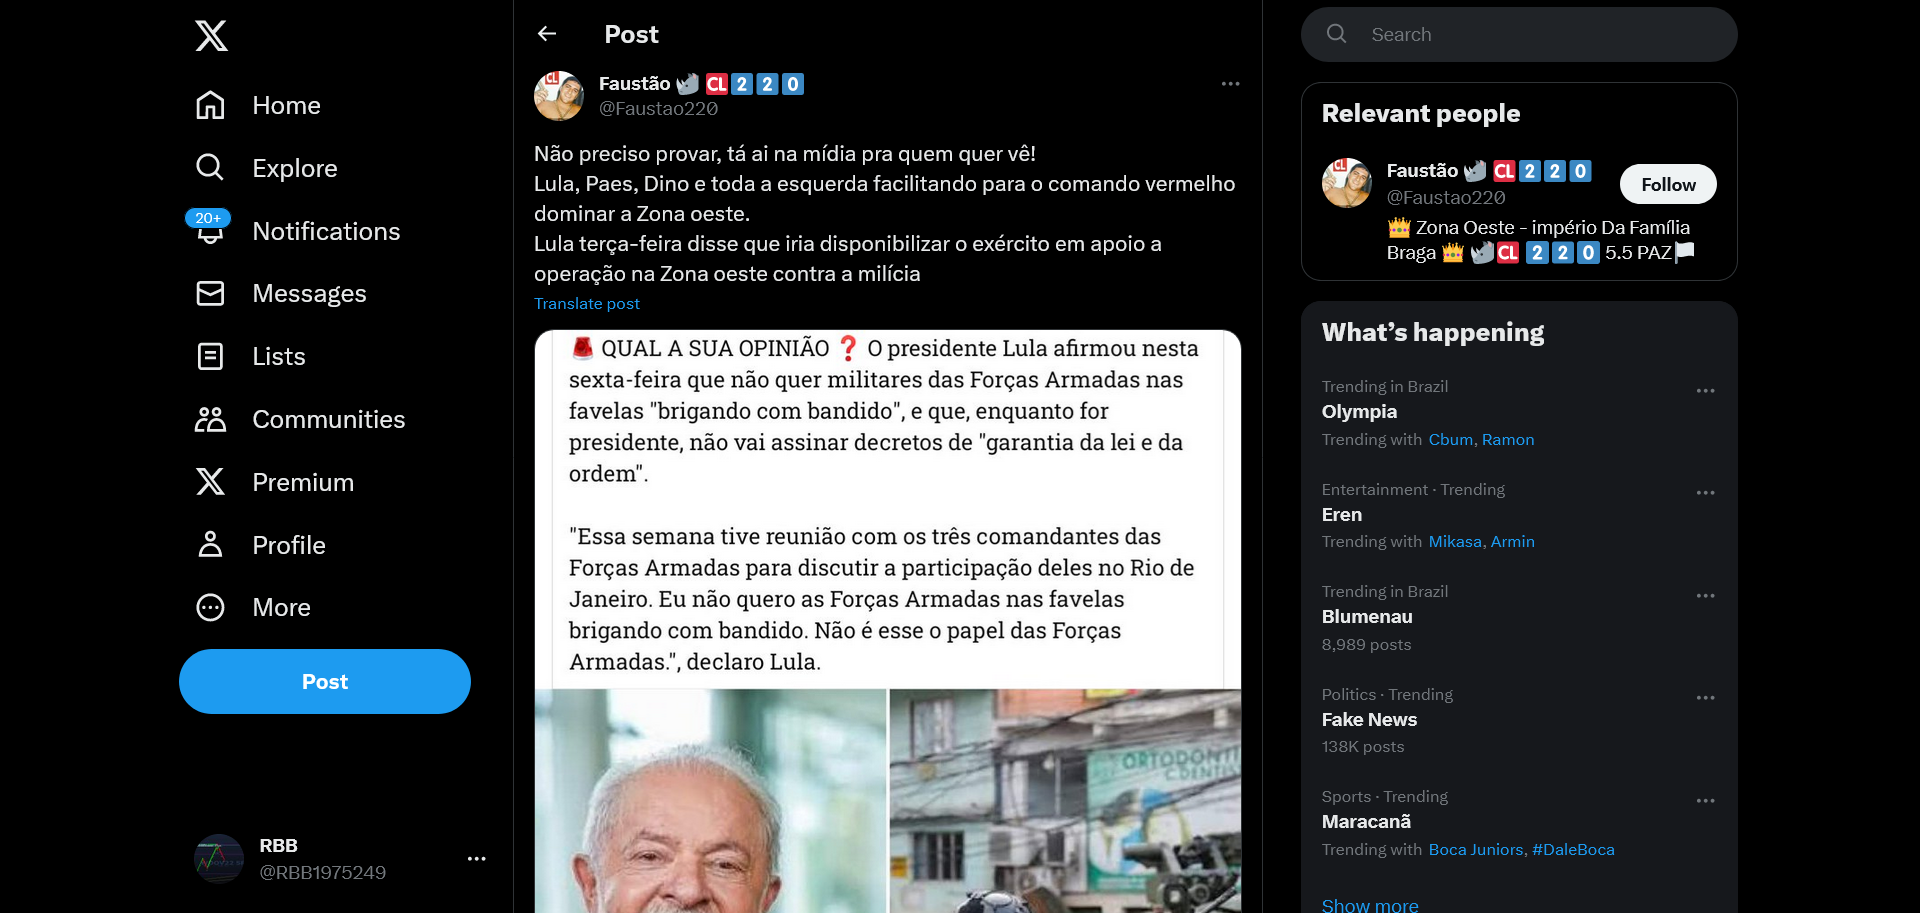 Home
Explore
20+
Notifications
Messages
Lists
Communities
Premium
Profile
More
Post
RBB
@RBB1975249
Post
Faustão 🦏 🆑2️⃣2️⃣0️⃣
@Faustao220
Não preciso provar, tá ai na mídia pra quem quer vê!
Lula, Paes, Dino e toda a esquerda facilitando para o comando vermelho
dominar a Zona oeste.
Lula terça-feira disse que iria disponibilizar o exército em apoio a
operação na Zona oeste contra a milícia
Translate post
🚨 QUAL A SUA OPINIÃO ❓ O presidente Lula afirmou nesta
sexta-feira que não quer militares das Forças Armadas nas
favelas "brigando com bandido", e que, enquanto for
presidente, não vai assinar decretos de "garantia da lei e da
ordem".
"Essa semana tive reunião com os três comandantes das
Forças Armadas para discutir a participação deles no Rio de
Janeiro. Eu não quero as Forças Armadas nas favelas
brigando com bandido. Não é esse o papel das Forças
Armadas.", declaro Lula.
Search
Relevant people
Faustão 🦏 🆑2️⃣2️⃣0️⃣
@Faustao220
Follow
👑 Zona Oeste - império Da Família
Braga 👑 🦏🆑 2️⃣2️⃣0️⃣ 5.5 PAZ🏳️
What's happening
Trending in Brazil
Olympia
Trending with Cbum, Ramon
Entertainment · Trending
Eren
Trending with Mikasa, Armin
Trending in Brazil
Blumenau
8,989 posts
Politics · Trending
Fake News
138K posts
Sports · Trending
Maracanã
Trending with Boca Juniors, #DaleBoca
Show more